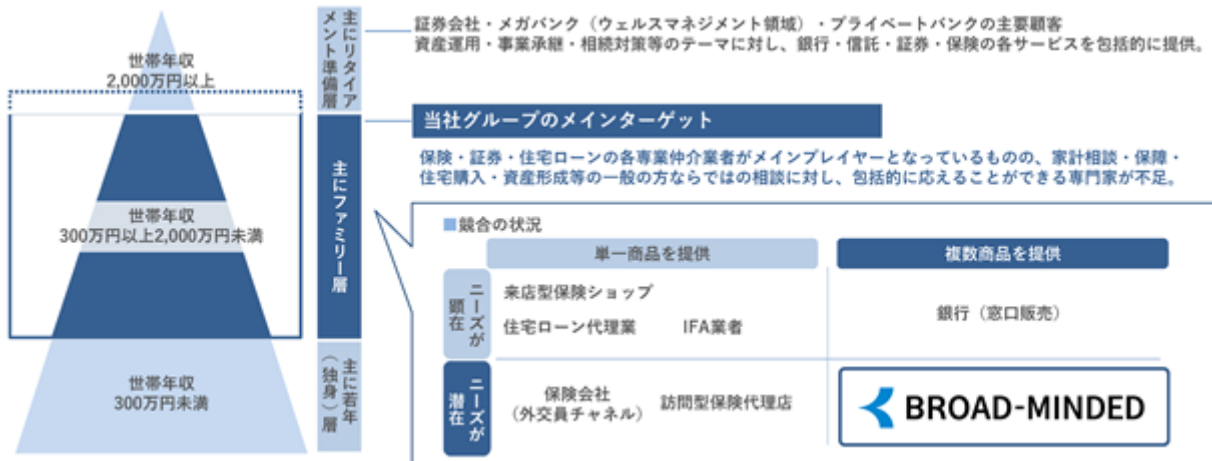 世帯年収
2,000万円以上
世帯年収
300万円以上2,000万円未満
世帯年収
300万円未満
主にリタイア
メント準備層
主にファミリー層
主に若年
（独身）層
証券会社・メガバンク（ウェルスマネジメント領域）・プライベートバンクの主要顧客
資産運用・事業承継・相続対策等のテーマに対し、銀行・信託・証券・保険の各サービスを包括的に提供。
当社グループのメインターゲット
保険・証券・住宅ローンの各専業仲介業者がメインプレイヤーとなっているものの、家計相談・保障・
住宅購入・資産形成等の一般の方ならではの相談に対し、包括的に応えることができる専門家が不足。
■競合の状況
単一商品を提供
複数商品を提供
ニーズが
顕在
来店型保険ショップ
住宅ローン代理業
IFA業者
銀行（窓口販売）
ニーズが
潜在
保険会社
（外交員チャネル）
訪問型保険代理店
BROAD-MINDED